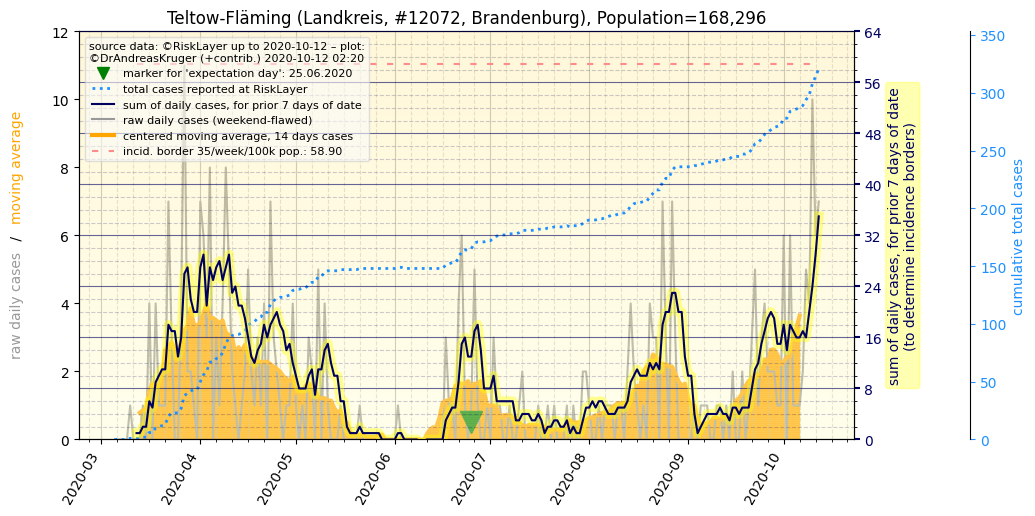 Teltow-Fläming (Landkreis, #12072, Brandenburg), Population=168,296
source data: ©RiskLayer up to 2020-10-12 – plot:
©DrAndreasKruger (+contrib.) 2020-10-12 02:20
marker for 'expectation day': 25.06.2020
total cases reported at RiskLayer
sum of daily cases, for prior 7 days of date
raw daily cases (weekend-flawed)
centered moving average, 14 days cases
incid. border 35/week/100k pop.: 58.90
raw daily cases / moving average
12
10
8
6
4
2
0
2020-03
2020-04
2020-05
2020-06
2020-07
2020-08
2020-09
2020-10
64
56
48
40
32
24
16
8
0
sum of daily cases, for prior 7 days of date
(to determine incidence borders)
350
300
250
200
150
100
50
0
cumulative total cases